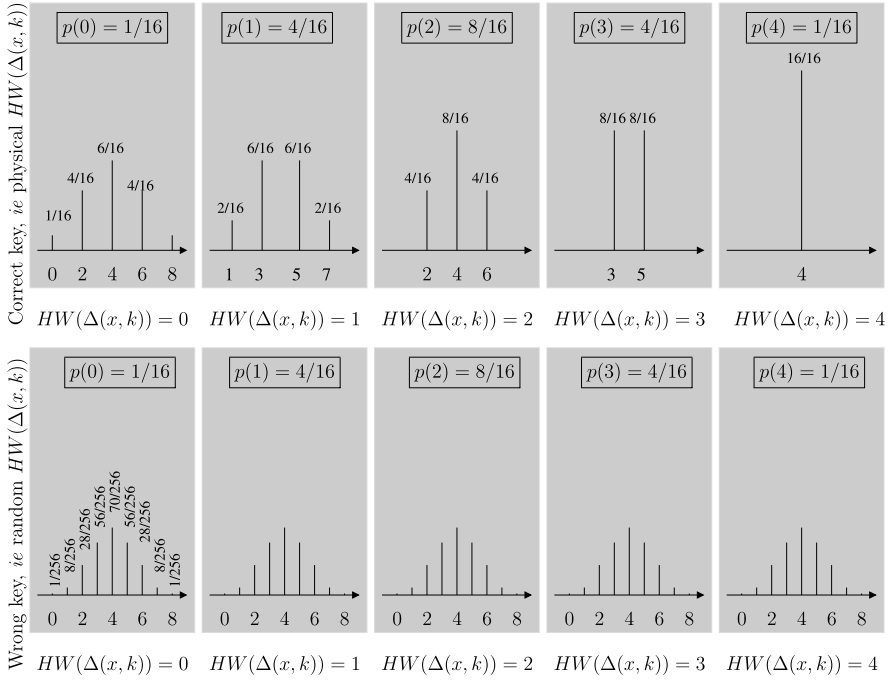 Correct key, ie physical HW(Δ(x, k))
p(0) = 1/16
p(1) = 4/16
p(2) = 8/16
p(3) = 4/16
p(4) = 1/16
1/16
4/16
6/16
4/16
0 2 4 6 8
2/16
6/16
6/16
2/16
1 3 5 7
4/16
8/16
4/16
2 4 6
8/16 8/16
3 5
16/16
4
HW(Δ(x, k)) = 0
HW(Δ(x, k)) = 1
HW(Δ(x, k)) = 2
HW(Δ(x, k)) = 3
HW(Δ(x, k)) = 4
Wrong key, ie random HW(Δ(x, k))
p(0) = 1/16
p(1) = 4/16
p(2) = 8/16
p(3) = 4/16
p(4) = 1/16
1/256
8/256
28/256
56/256
70/256
56/256
28/256
8/256
1/256
0 2 4 6 8
0 2 4 6 8
0 2 4 6 8
0 2 4 6 8
0 2 4 6 8
HW(Δ(x, k)) = 0
HW(Δ(x, k)) = 1
HW(Δ(x, k)) = 2
HW(Δ(x, k)) = 3
HW(Δ(x, k)) = 4